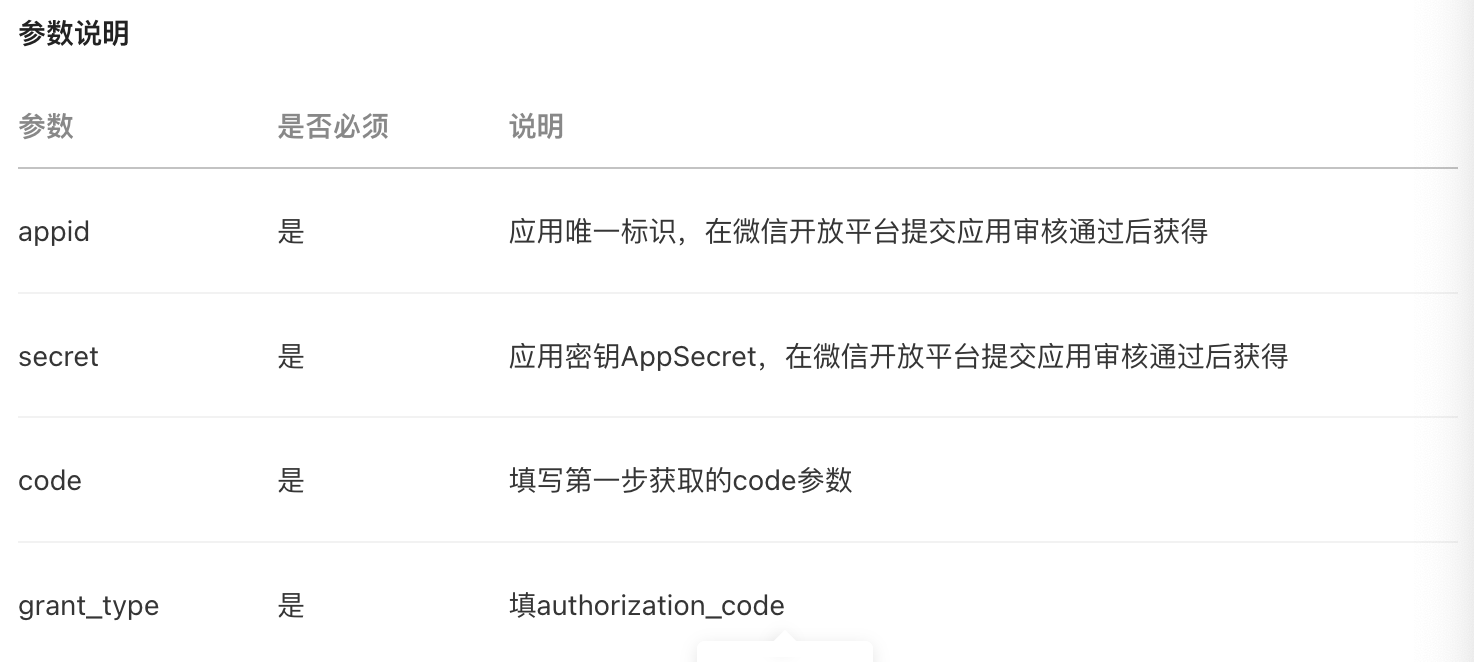 参数说明
参数 是否必须 说明
appid 是 应用唯一标识，在微信开放平台提交应用审核通过后获得
secret 是 应用密钥AppSecret，在微信开放平台提交应用审核通过后获得
code 是 填写第一步获取的code参数
grant_type 是 填authorization_code